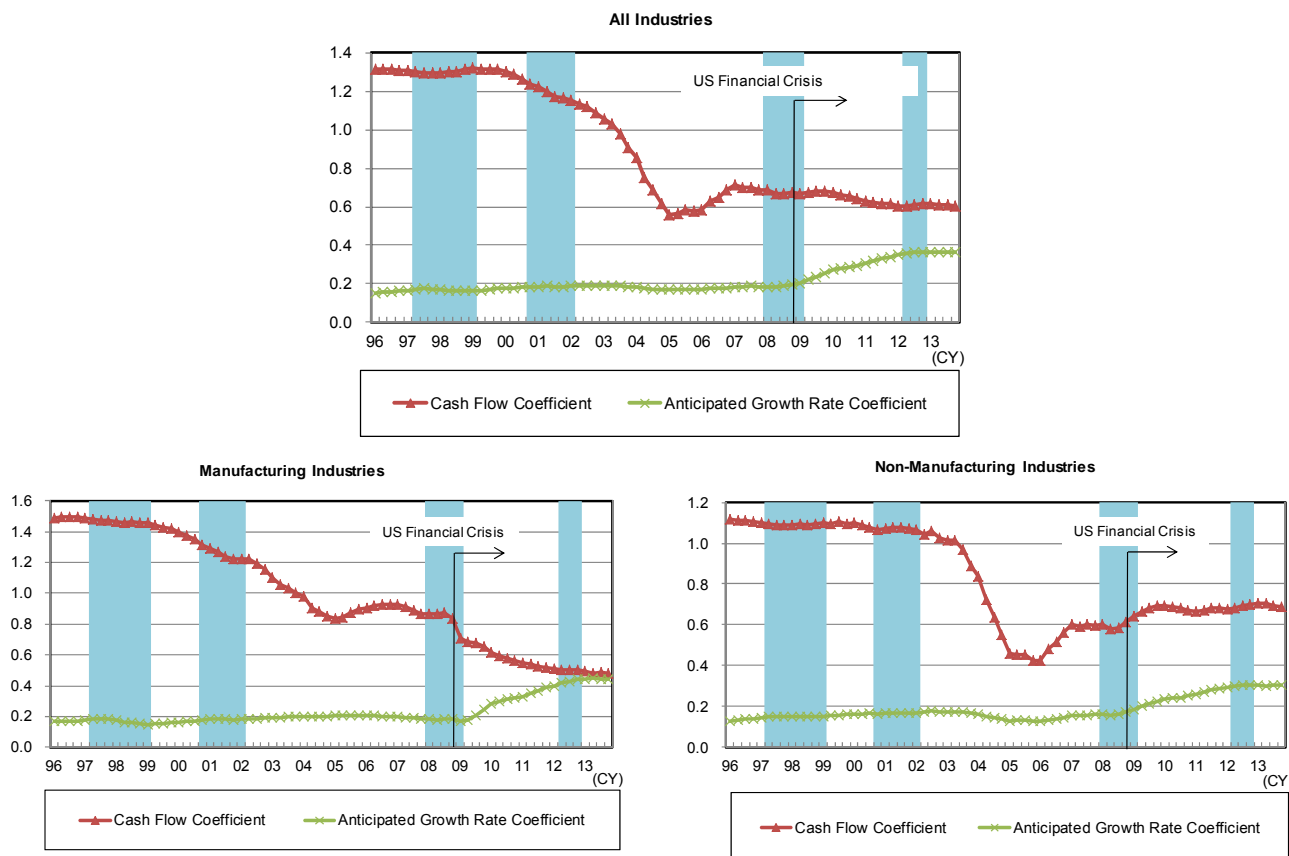 All Industries
1.4
1.2
1.0
0.8
0.6
0.4
0.2
0.0
US Financial Crisis
96 97 98 99 00 01 02 03 04 05 06 07 08 09 10 11 12 13
(CY)
Cash Flow Coefficient Anticipated Growth Rate Coefficient
Manufacturing Industries
1.6
1.4
1.2
1.0
0.8
0.6
0.4
0.2
0.0
US Financial Crisis
96 97 98 99 00 01 02 03 04 05 06 07 08 09 10 11 12 13
(CY)
Cash Flow Coefficient Anticipated Growth Rate Coefficient
Non-Manufacturing Industries
1.2
1.0
0.8
0.6
0.4
0.2
0.0
US Financial Crisis
96 97 98 99 00 01 02 03 04 05 06 07 08 09 10 11 12 13
(CY
Cash Flow Coefficient Anticipated Growth Rate Coefficient